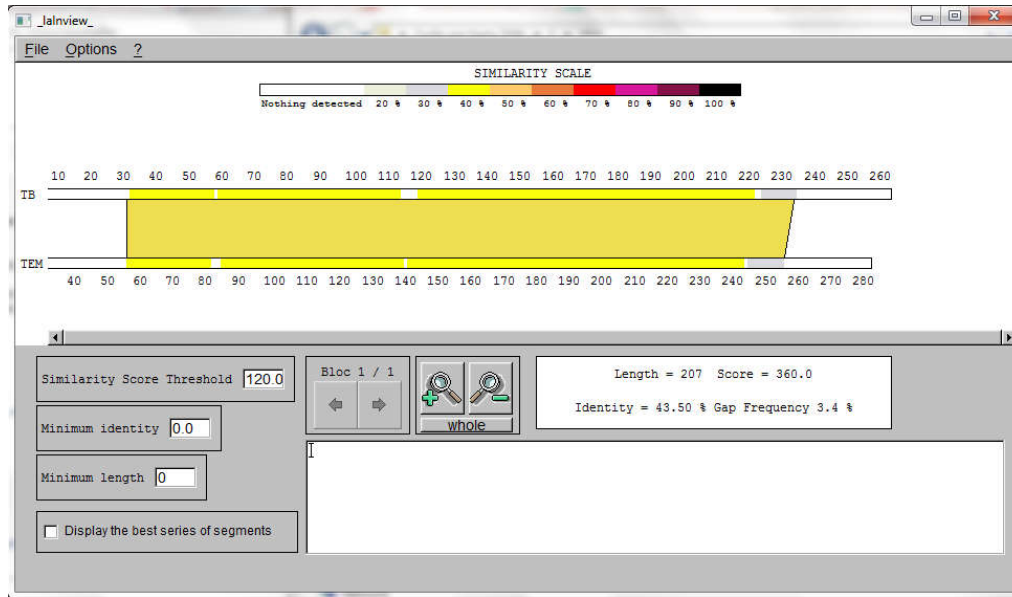 _lalnview_
File Options ?
SIMILARITY SCALE
Nothing detected 20 % 30 % 40 % 50 % 60 % 70 % 80 % 90 % 100 %
10 20 30 40 50 60 70 80 90 100 110 120 130 140 150 160 170 180 190 200 210 220 230 240 250 260
TB
TEM
40 50 60 70 80 90 100 110 120 130 140 150 160 170 180 190 200 210 220 230 240 250 260 270 280
Similarity Score Threshold 120.0
Minimum identity 0.0
Minimum length 0
Display the best series of segments
Bloc 1 / 1
whole
Length = 207 Score = 360.0
Identity = 43.50 % Gap Frequency 3.4 %